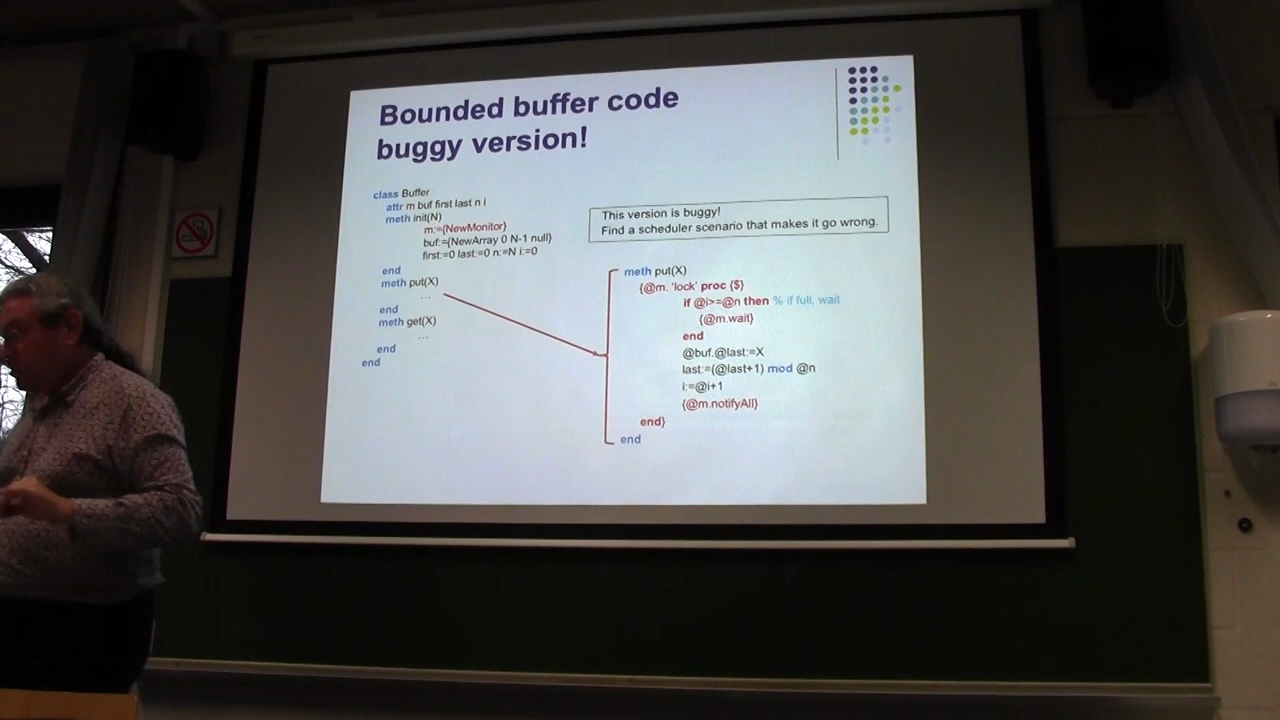 Bounded buffer code
buggy version!
class Buffer
attr m buf first last n i
meth init(N)
m:={NewMonitor}
buf:={NewArray 0 N-1 null}
first:=0 last:=0 n:=N i:=0
end
meth put(X)
...
end
meth get(X)
...
end
end
This version is buggy!
Find a scheduler scenario that makes it go wrong.
meth put(X)
{@m. 'lock' proc {$}
if @i>=@n then % if full, wait
{@m.wait}
end
@buf.@last:=X
last:=(@last+1) mod @n
i:=@i+1
{@m.notifyAll}
end}
end